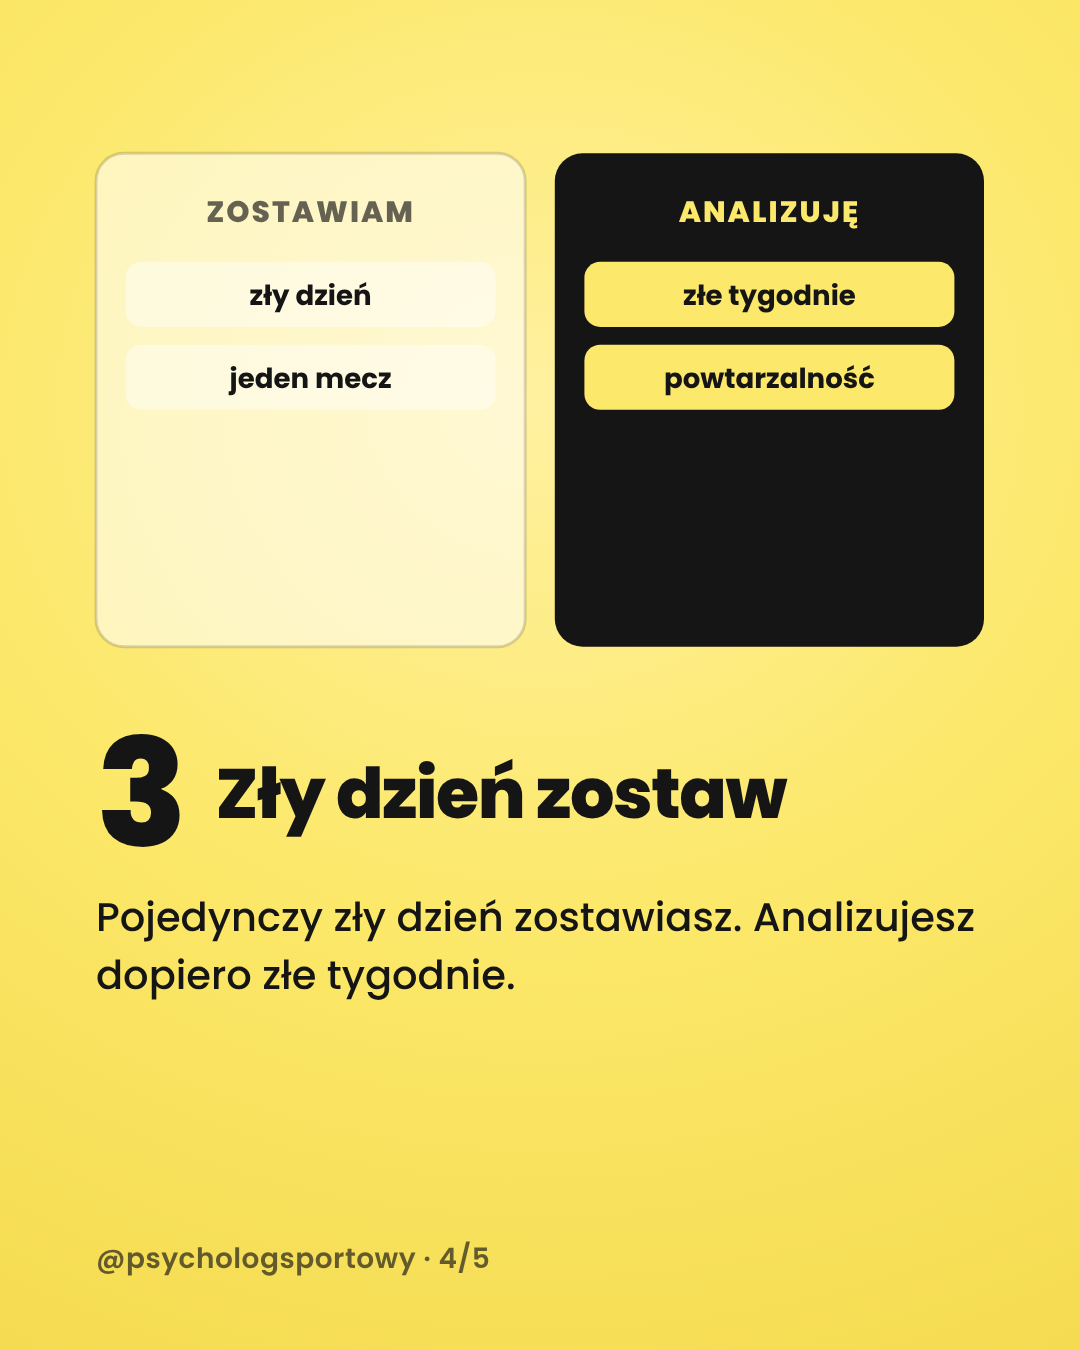 ZOSTAWIAM
zły dzień
jeden mecz
ANALIZUJĘ
złe tygodnie
powtarzalność
3 Zły dzień zostaw
Pojedynczy zły dzień zostawiasz. Analizujesz
dopiero złe tygodnie.
@psychologsportowy · 4/5